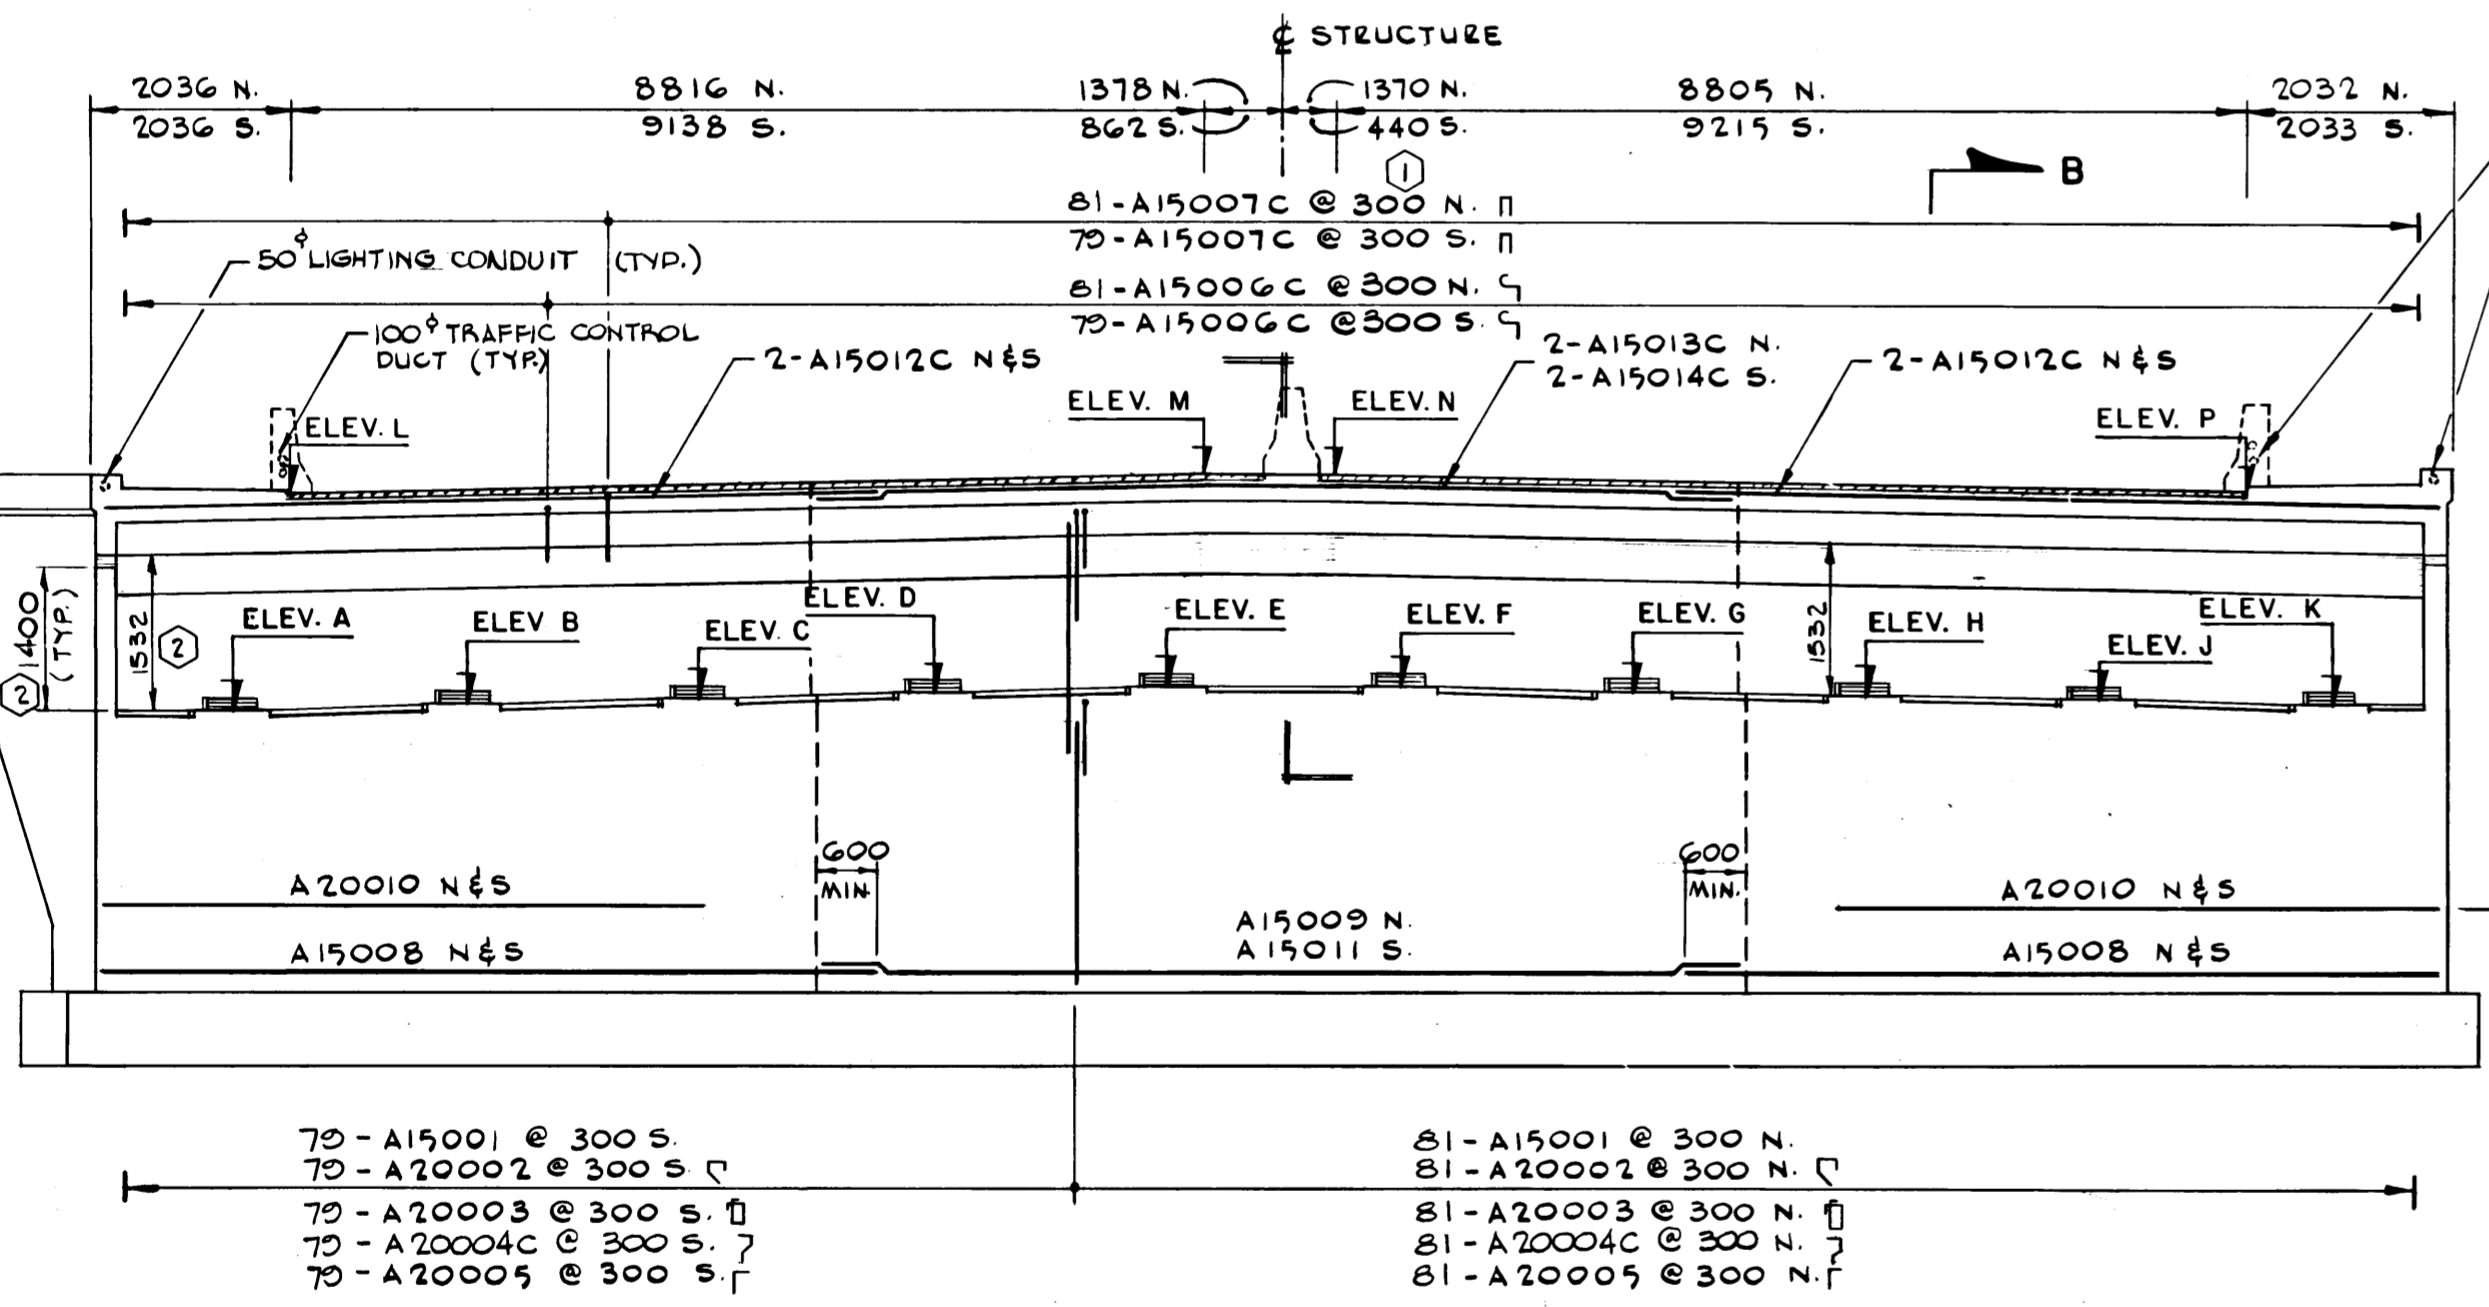 ℄ STRUCTURE
2036 N.
8816 N.
1378 N.
1370 N.
8805 N.
2032 N.
2036 S.
9138 S.
862 S.
440 S.
9215 S.
2033 S.
1
B
81-A15007C @ 300 N.
79-A15007C @ 300 S.
50ϕ LIGHTING CONDUIT (TYP.)
81-A15006C @ 300 N.
79-A15006C @ 300 S.
100ϕ TRAFFIC CONTROL
DUCT (TYP.)
2-A15012C N & S
2-A15013C N.
2-A15014C S.
2-A15012C N & S
ELEV. L
ELEV. M
ELEV. N
ELEV. P
1400
(TYP.)
2
1532
2
ELEV. A
ELEV B
ELEV. C
ELEV. D
ELEV. E
ELEV. F
ELEV. G
1532
ELEV. H
ELEV. J
ELEV. K
600
MIN
600
MIN.
A20010 N & S
A20010 N & S
A15009 N.
A15011 S.
A15008 N & S
A15008 N & S
79 - A15001 @ 300 S.
79 - A20002 @ 300 S.
79 - A20003 @ 300 S.
79 - A20004C @ 300 S.
79 - A20005 @ 300 S.
81 - A15001 @ 300 N.
81 - A20002 @ 300 N.
81 - A20003 @ 300 N.
81 - A20004C @ 300 N.
81 - A20005 @ 300 N.